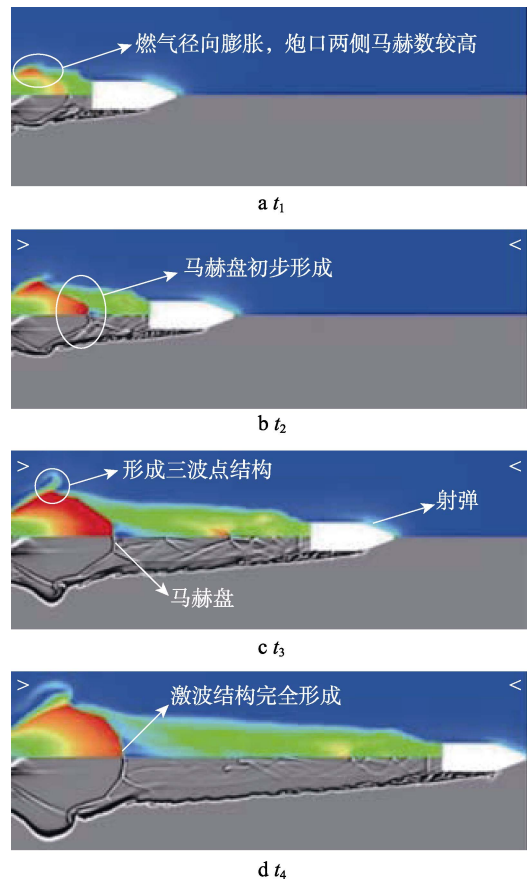 燃气径向膨胀，炮口两侧马赫数较高
a t1
> <
马赫盘初步形成
b t2
> <
形成三波点结构
射弹
马赫盘
c t3
> <
激波结构完全形成
d t4